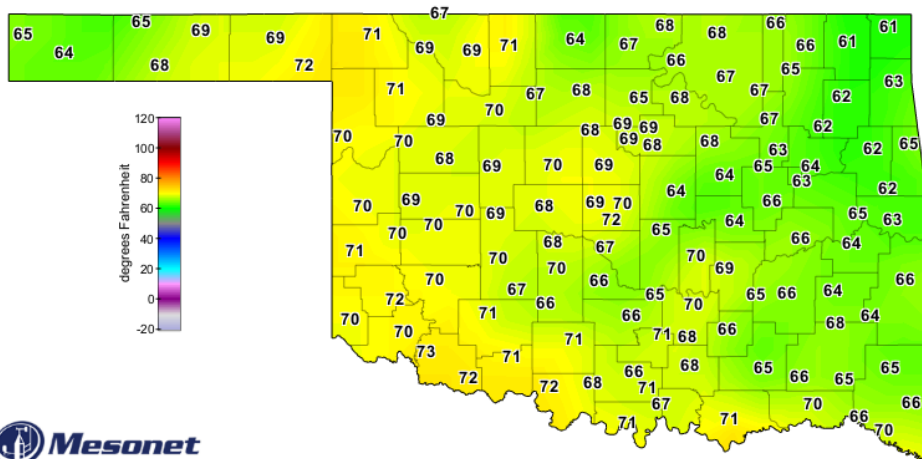 67
65 68 66 61
65 69 69 71 68 61
64 69 69 71 64 67 66
68 72 66 65
71 70 67 68 65 68 67 67 62 63
120
100
80
60
40
20
0
-20
degrees Fahrenheit
69 68 69 69 67 62
70 70 69 68 68 65
68 69 70 69 65 63 64 62
64 64 63 62
70 69 70 69 68 69 70 64 66 65 63
70 72 65 64
71 70 68 67 70 66 64
70 70 70 66 69 66
72 67 66 65 70 65 66 64
70 71 66 68 64
70 71 71 68 66
73 71 66 68 65 65
72 72 68 71 66 65
67 70 66
71 71 66 70
Mesonet